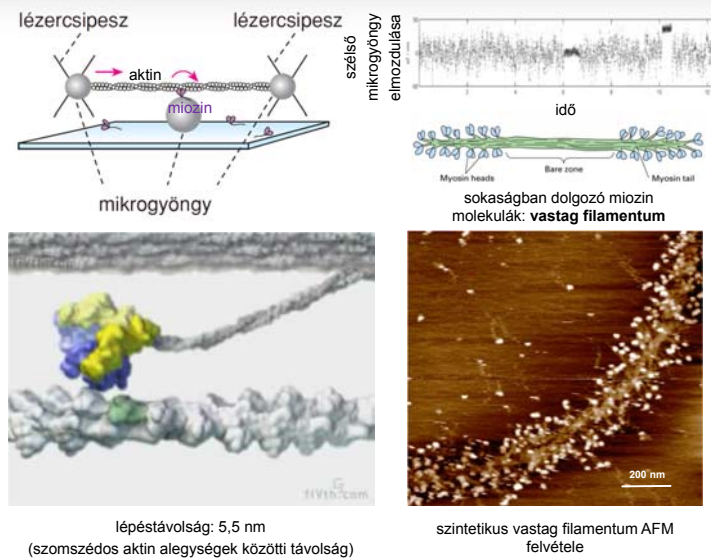 lézercsipesz
lézercsipesz
aktin
miozin
mikrogyöngy
szélső
mikrogyöngy
elmozdulása
idő
Myosin heads
Bare zone
Myosin tail
sokaságban dolgozó miozin
molekulák: vastag filamentum
200 nm
lépéstávolság: 5,5 nm
(szomszédos aktin alegységek közötti távolság)
szintetikus vastag filamentum AFM
felvétele